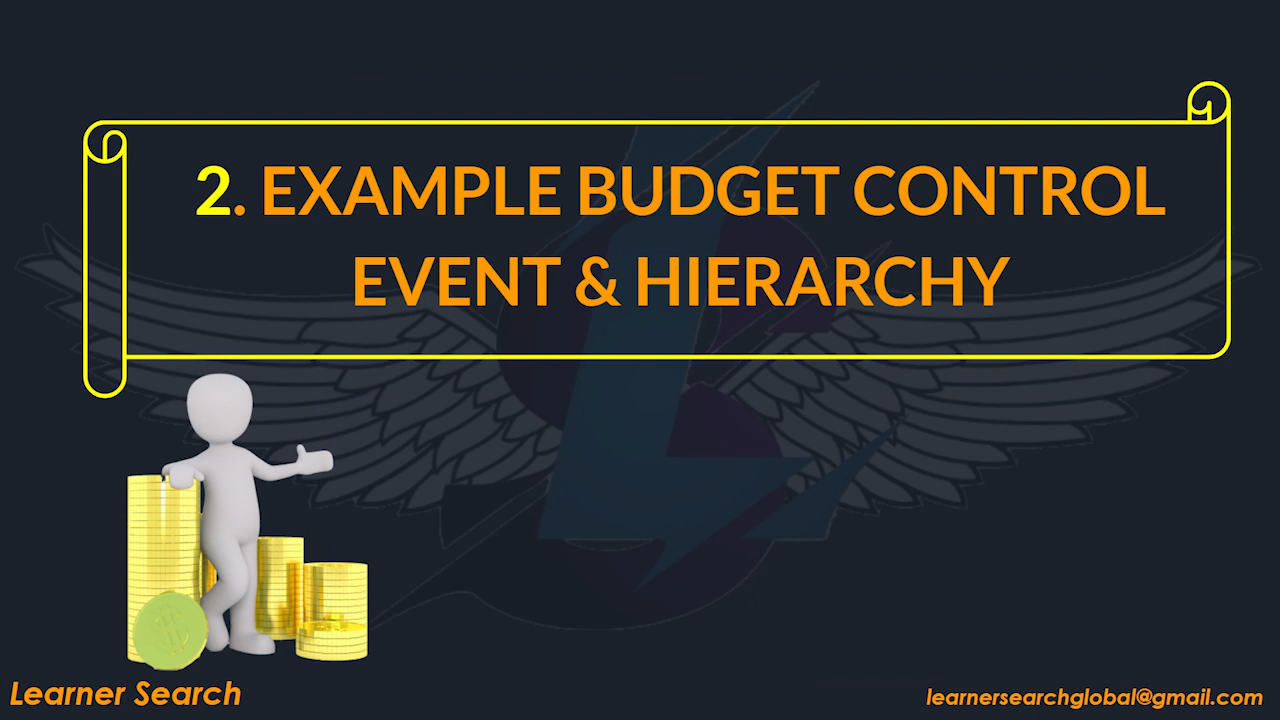 2. EXAMPLE BUDGET CONTROL
EVENT & HIERARCHY
Learner Search
learnersearchglobal@gmail.com